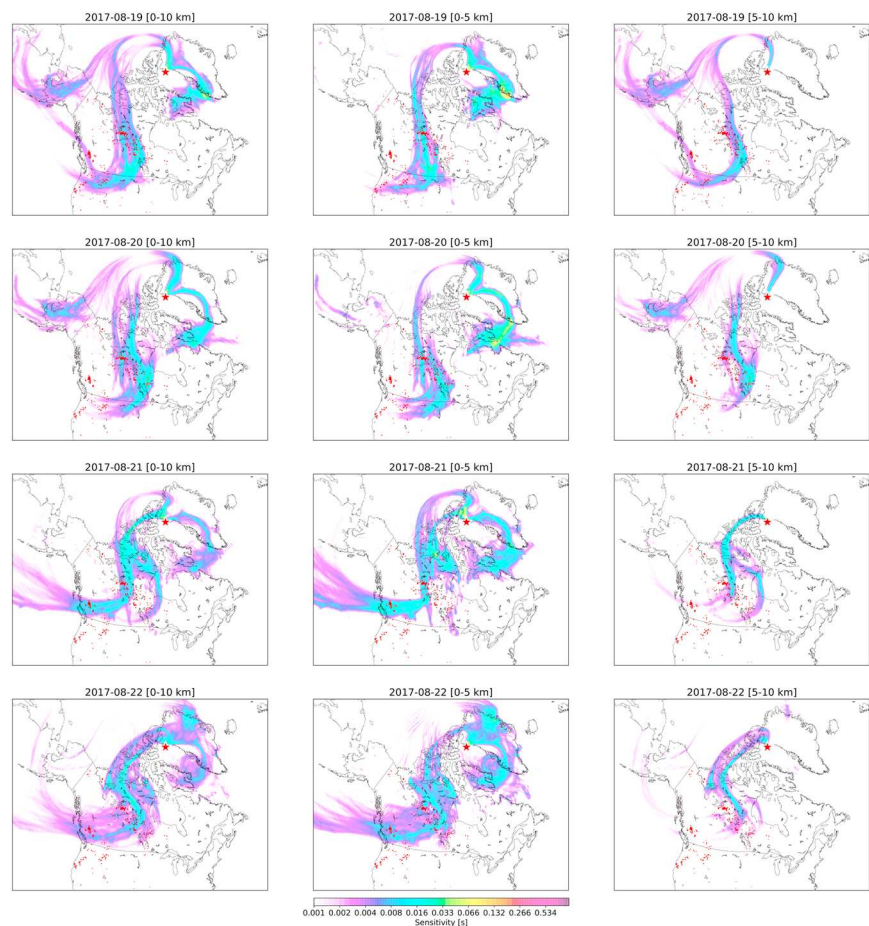 2017-08-19 [0-10 km]
2017-08-19 [0-5 km]
2017-08-19 [5-10 km]
2017-08-20 [0-10 km]
2017-08-20 [0-5 km]
2017-08-20 [5-10 km]
2017-08-21 [0-10 km]
2017-08-21 [0-5 km]
2017-08-21 [5-10 km]
2017-08-22 [0-10 km]
2017-08-22 [0-5 km]
2017-08-22 [5-10 km]
0.001 0.002 0.004 0.008 0.016 0.033 0.066 0.132 0.266 0.534
Sensitivity [s]